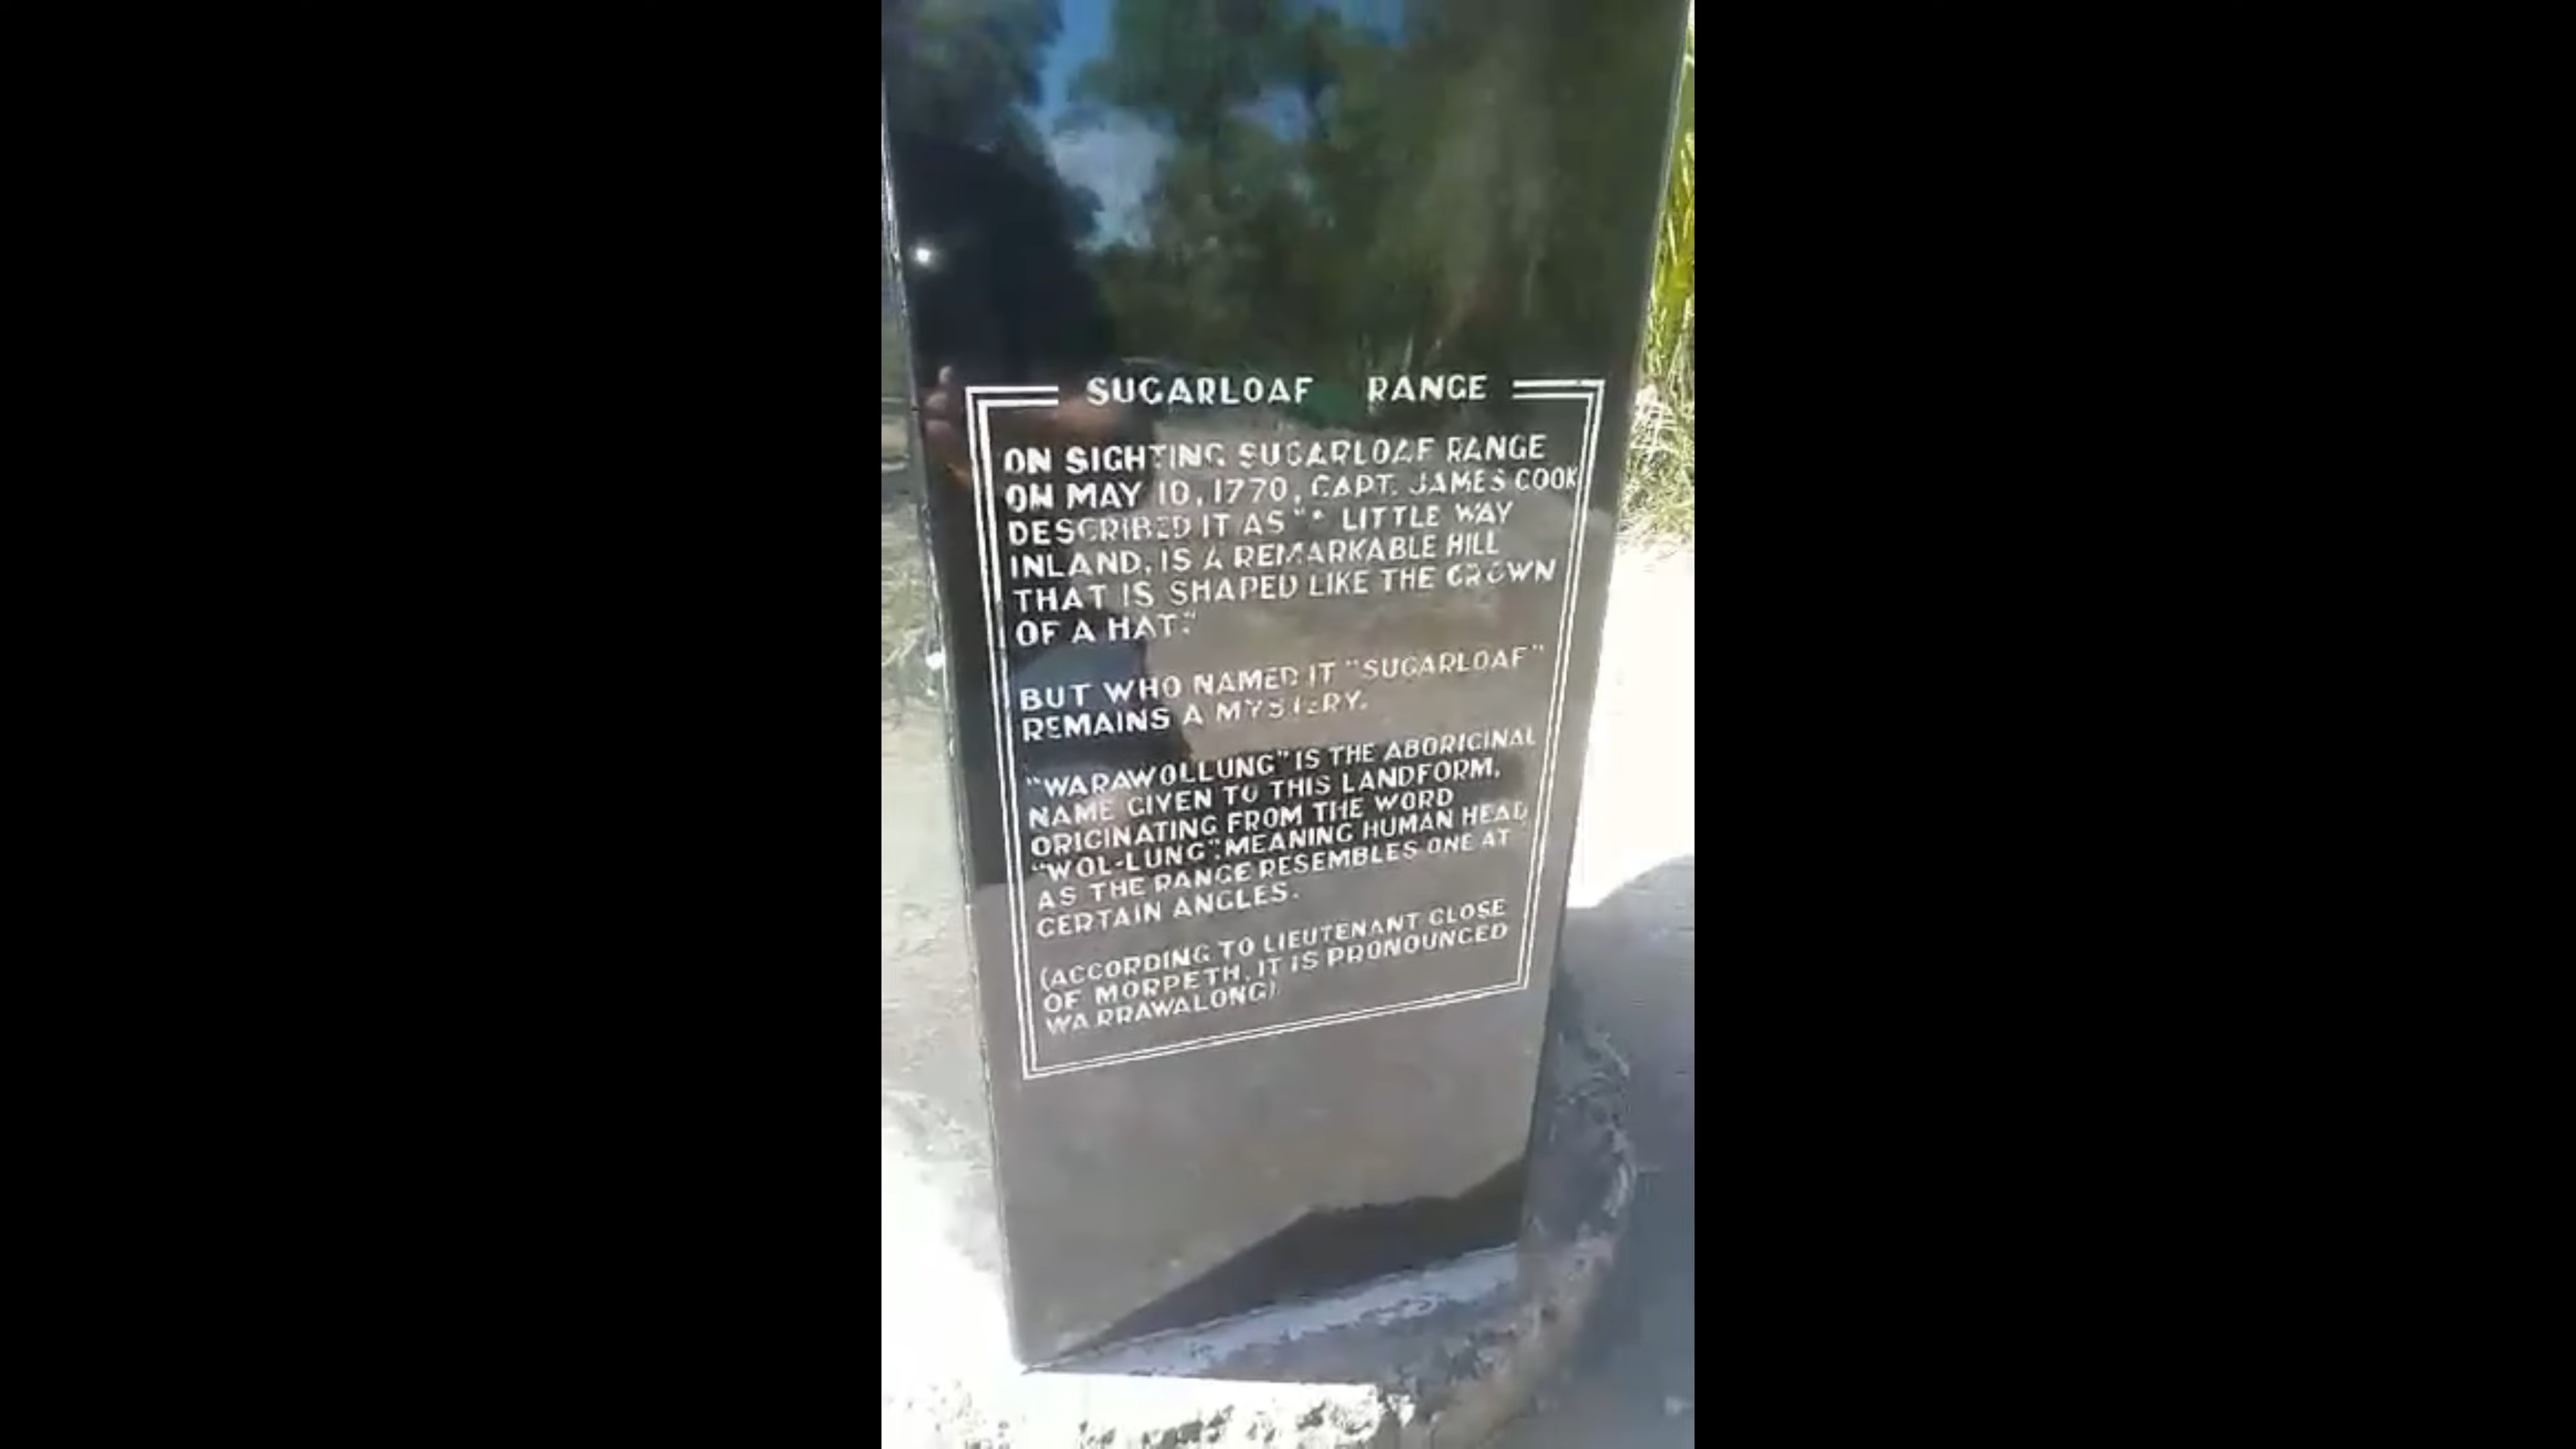 SUGARLOAF RANGE
ON SIGHTING SUGARLOAF RANGE
ON MAY 10, 1770, CAPT. JAMES COOK
DESCRIBED IT AS "* LITTLE WAY
INLAND, IS A REMARKABLE HILL
THAT IS SHAPED LIKE THE CROWN
OF A HAT."
BUT WHO NAMED IT "SUGARLOAF"
REMAINS A MYSTERY.
"WARAWOLLUNG" IS THE ABORIGINAL
NAME GIVEN TO THIS LANDFORM,
ORIGINATING FROM THE WORD
"WOL-LUNG", MEANING HUMAN HEAD
AS THE RANGE RESEMBLES ONE AT
CERTAIN ANGLES.
(ACCORDING TO LIEUTENANT CLOSE
OF MORPETH, IT IS PRONOUNCED
WARRAWALONG)